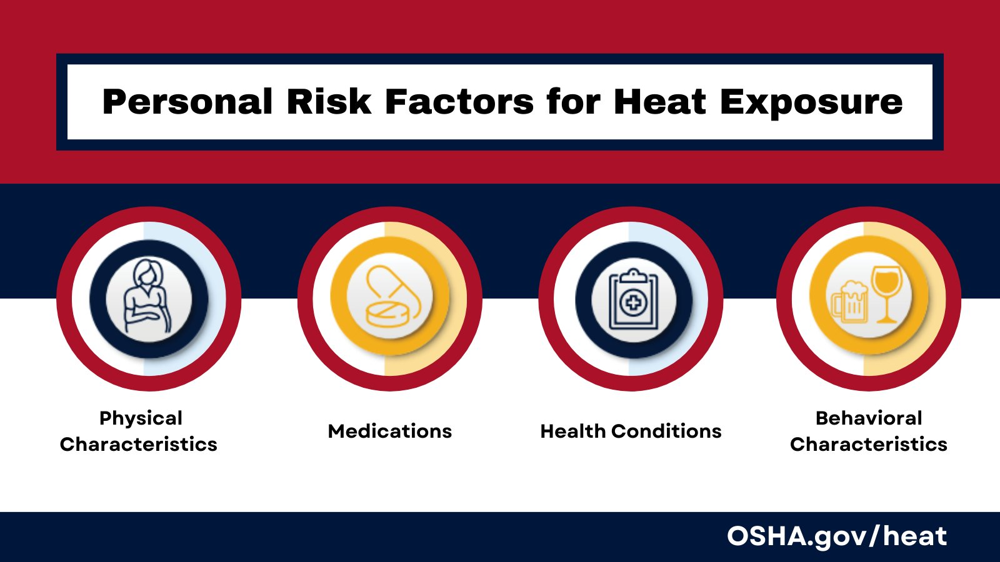 Personal Risk Factors for Heat Exposure
Physical
Characteristics
Medications
Health Conditions
Behavioral
Characteristics
OSHA.gov/heat